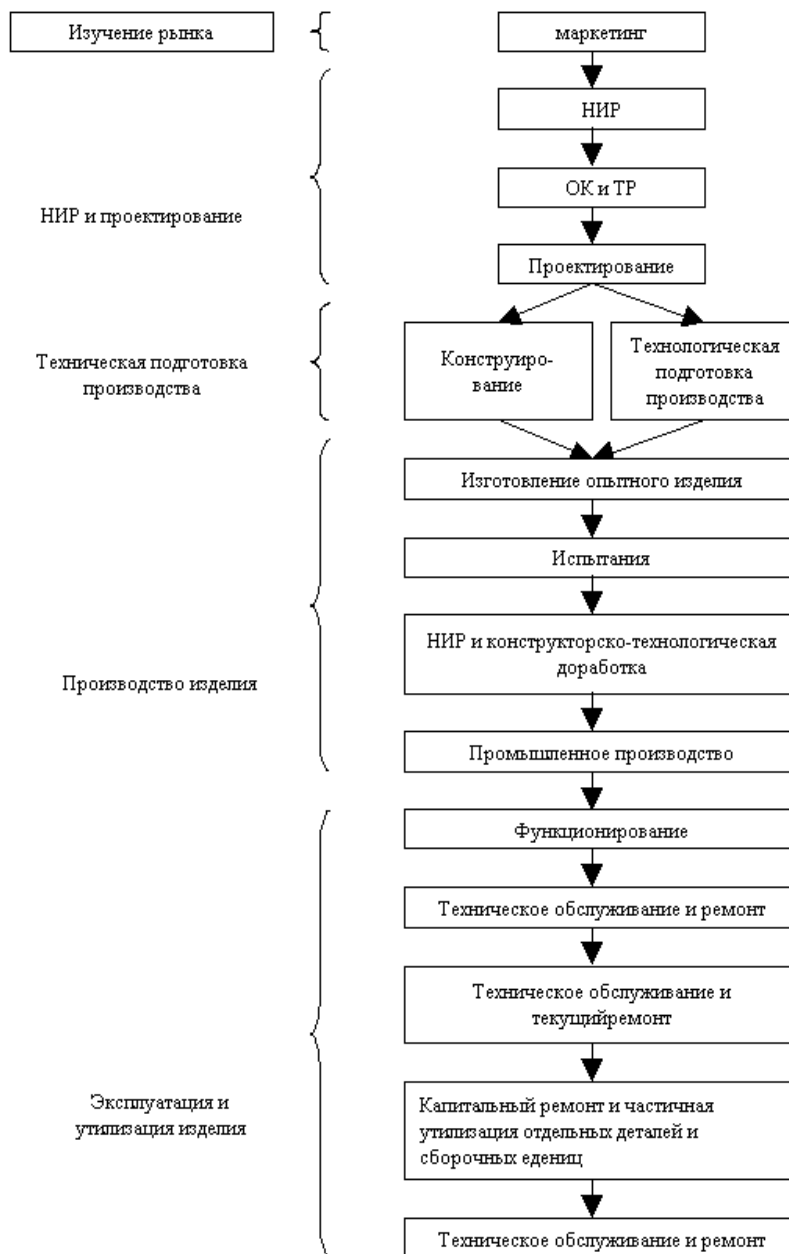 Изучение рынка
маркетинг
НИР
ОК и ТР
НИР и проектирование
Проектирование
Техническая подготовка
производства
Конструиро-
вание
Технологическая
подготовка
производства
Изготовление опытного изделия
Испытания
НИР и конструкторско-технологическая
доработка
Производство изделия
Промышленное производство
Функционирование
Техническое обслуживание и ремонт
Техническое обслуживание и
текущийремонт
Эксплуатация и
утилизация изделия
Капитальный ремонт и частичная
утилизация отдельных деталей и
сборочных едениц
Техническое обслуживание и ремонт